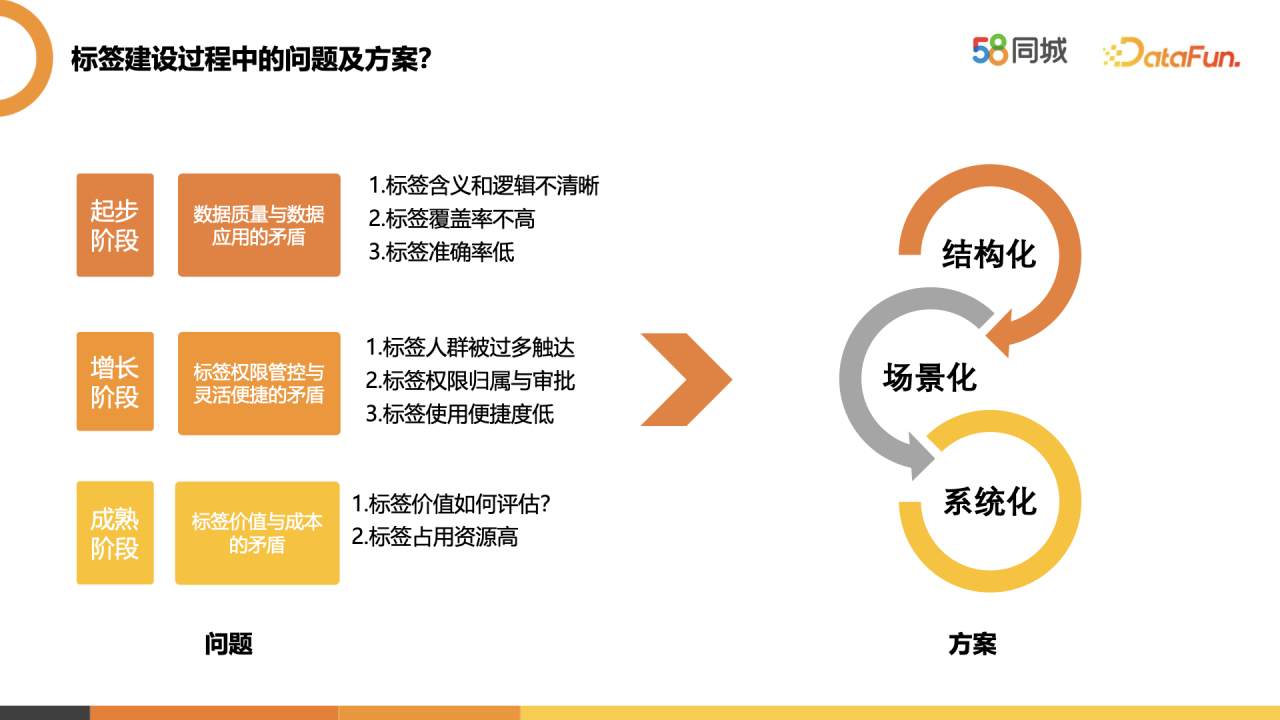 标签建设过程中的问题及方案?
58同城
DataFun.
起步
阶段
数据质量与数据
应用的矛盾
1.标签含义和逻辑不清晰
2.标签覆盖率不高
3.标签准确率低
增长
阶段
标签权限管控与
灵活便捷的矛盾
1.标签人群被过多触达
2.标签权限归属与审批
3.标签使用便捷度低
成熟
阶段
标签价值与成本
的矛盾
1.标签价值如何评估?
2.标签占用资源高
问题
结构化
场景化
系统化
方案